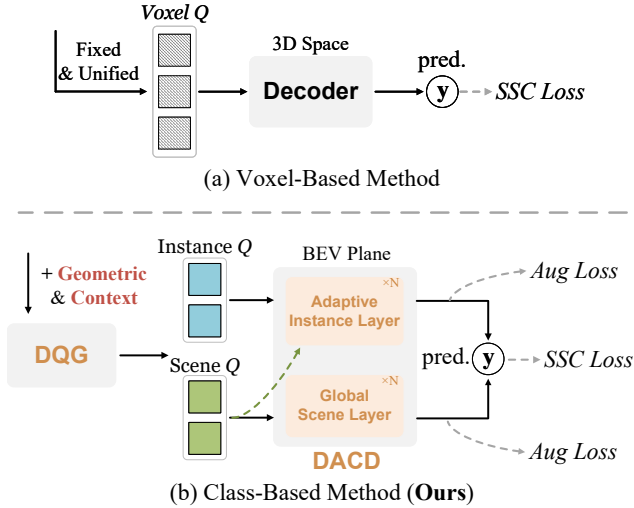 Voxel Q
Fixed
& Unified
3D Space
Decoder
pred.
y
SSC Loss
(a) Voxel-Based Method
+ Geometric
& Context
DQG
Instance Q
Scene Q
BEV Plane
×N
Adaptive
Instance Layer
×N
Global
Scene Layer
DACD
Aug Loss
pred.
y
SSC Loss
Aug Loss
(b) Class-Based Method (Ours)